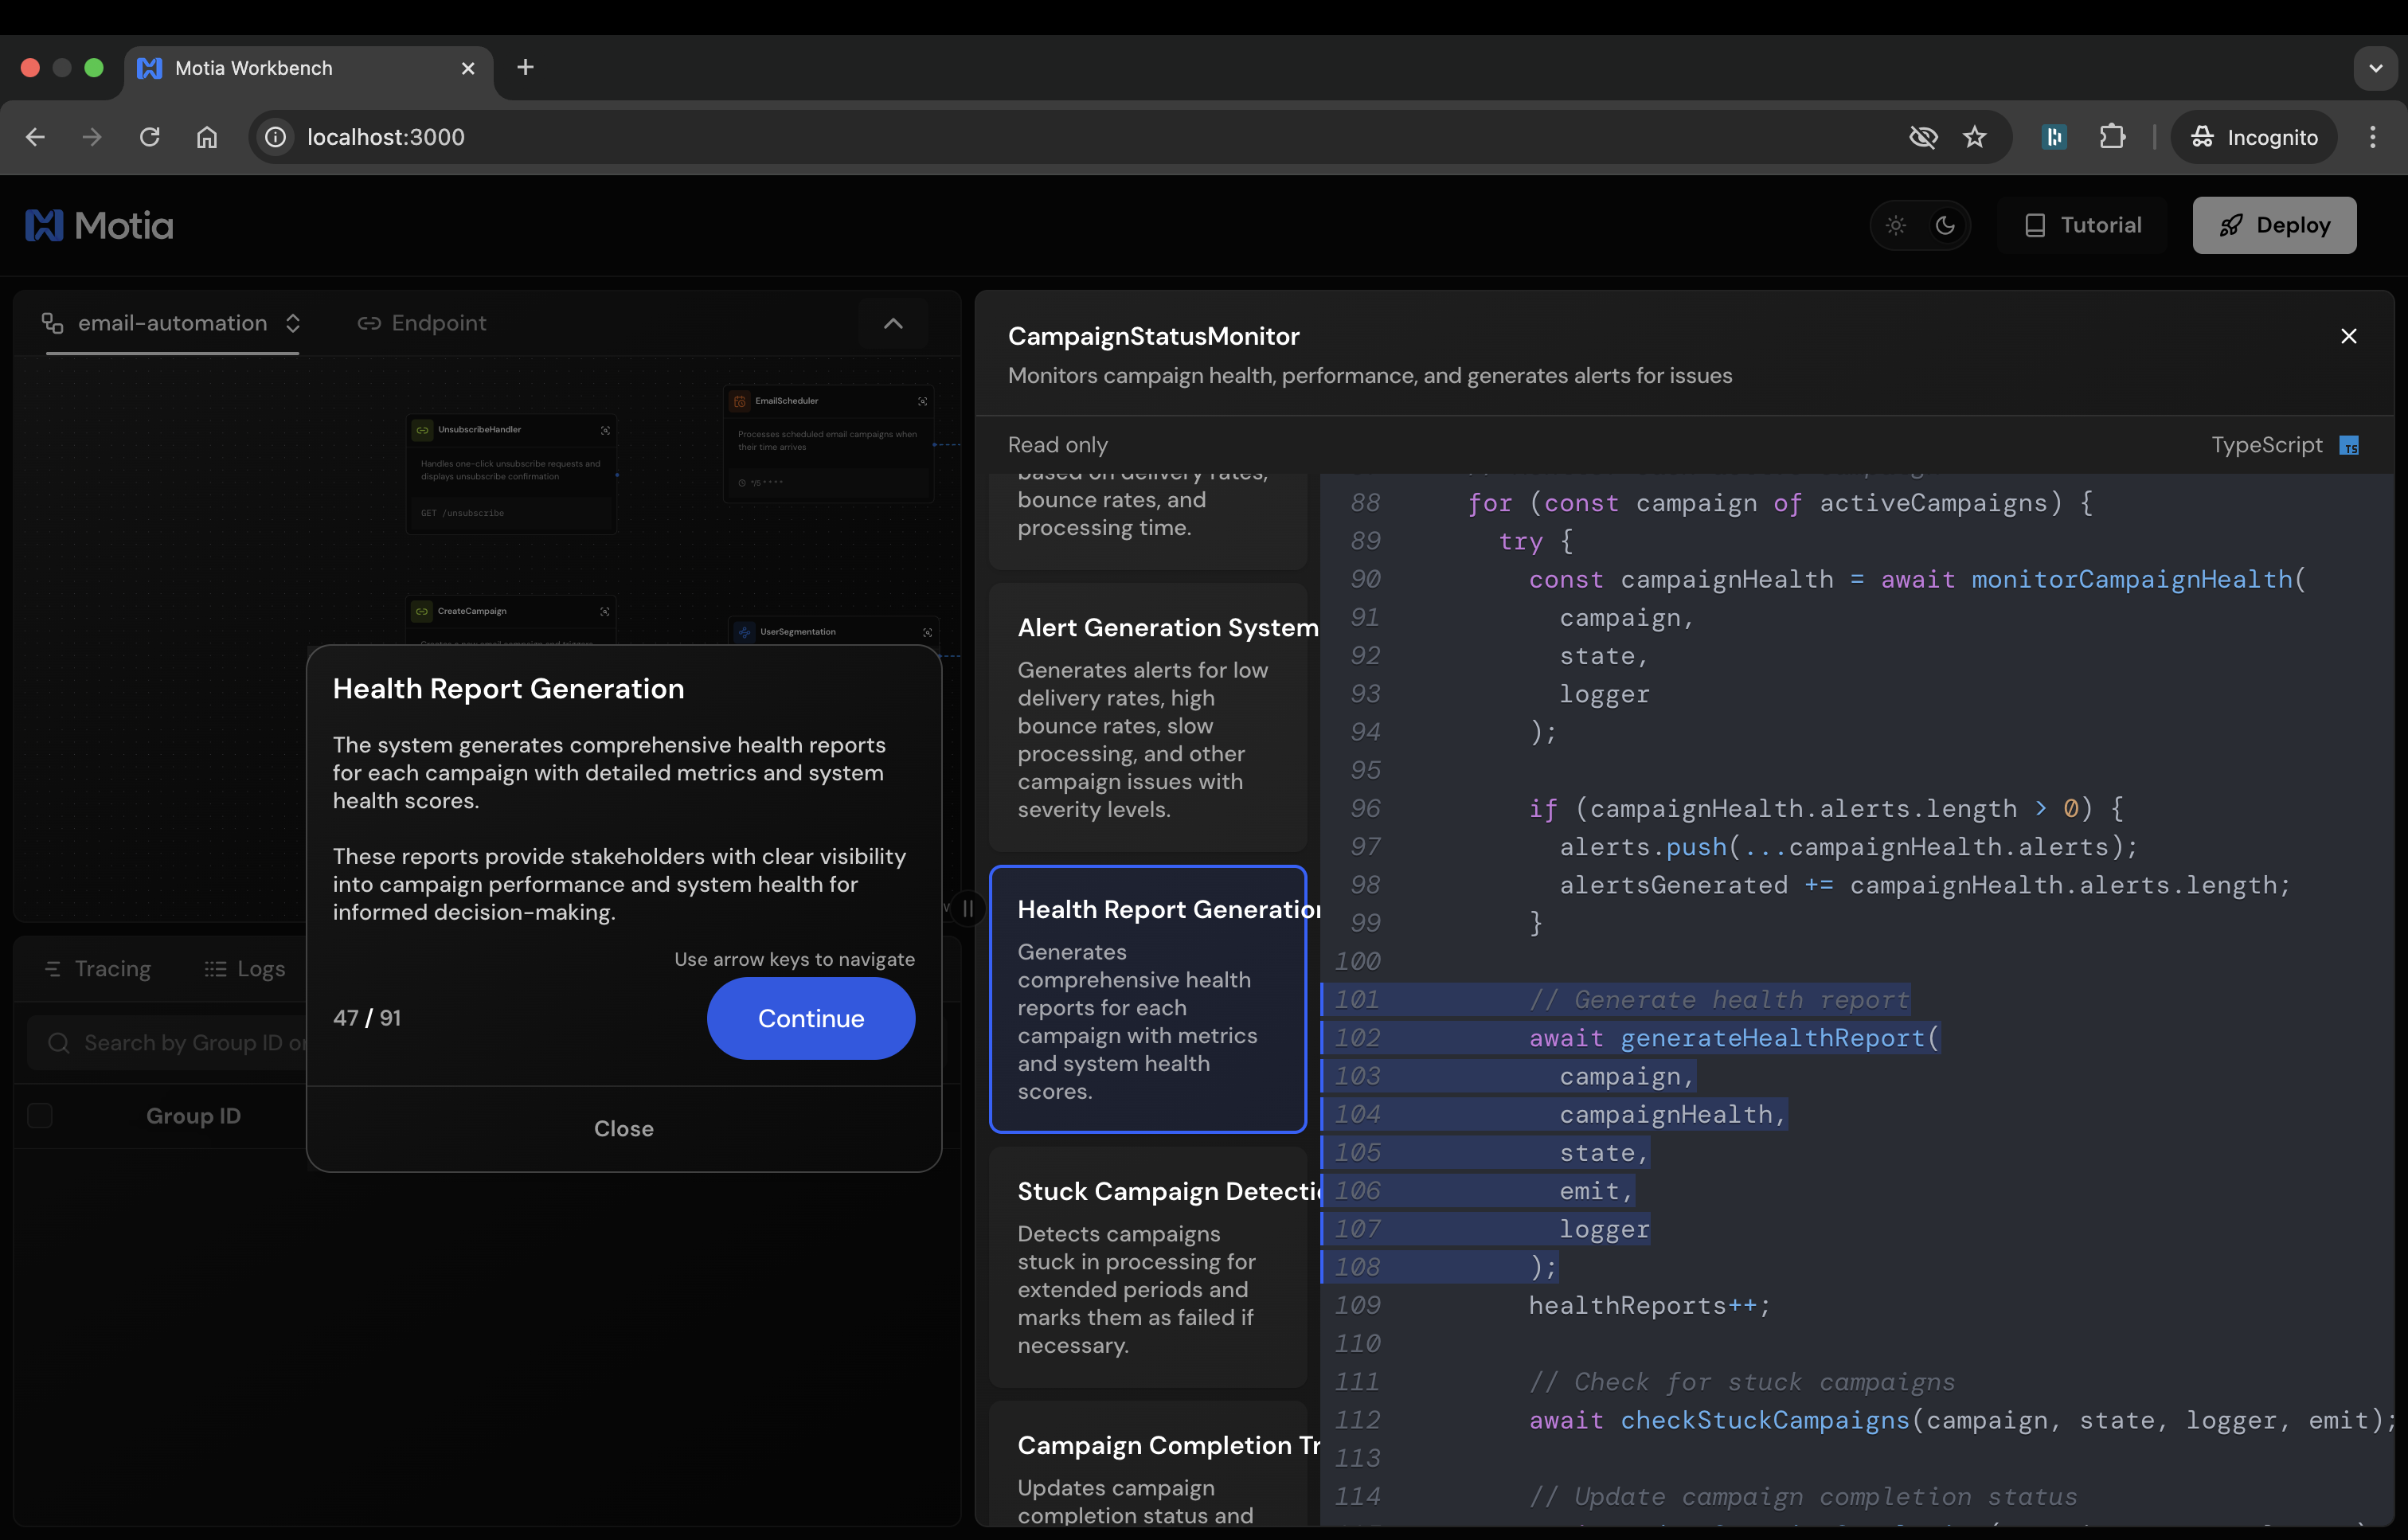 Motia Workbench
localhost:3000
Incognito
Motia
Tutorial
Deploy
email-automation
Endpoint
UnsubscribeHandler
Handles one-click unsubscribe requests and
displays unsubscribe confirmation
GET /unsubscribe
EmailScheduler
Processes scheduled email campaigns when
their time arrives
*/5 * * * *
CreateCampaign
UserSegmentation
Health Report Generation
The system generates comprehensive health reports
for each campaign with detailed metrics and system
health scores.
These reports provide stakeholders with clear visibility
into campaign performance and system health for
informed decision-making.
Use arrow keys to navigate
47 / 91
Continue
Close
Tracing
Logs
Search by Group ID or
Group ID
CampaignStatusMonitor
Monitors campaign health, performance, and generates alerts for issues
Read only
TypeScript
TS
based on delivery rates,
bounce rates, and
processing time.
Alert Generation System
Generates alerts for low
delivery rates, high
bounce rates, slow
processing, and other
campaign issues with
severity levels.
Health Report Generation
Generates
comprehensive health
reports for each
campaign with metrics
and system health
scores.
Stuck Campaign Detecti
Detects campaigns
stuck in processing for
extended periods and
marks them as failed if
necessary.
Campaign Completion Tr
Updates campaign
completion status and
88 for (const campaign of activeCampaigns) {
89 try {
90 const campaignHealth = await monitorCampaignHealth(
91 campaign,
92 state,
93 logger
94 );
95
96 if (campaignHealth.alerts.length > 0) {
97 alerts.push(...campaignHealth.alerts);
98 alertsGenerated += campaignHealth.alerts.length;
99 }
100
101 // Generate health report
102 await generateHealthReport(
103 campaign,
104 campaignHealth,
105 state,
106 emit,
107 logger
108 );
109 healthReports++;
110
111 // Check for stuck campaigns
112 await checkStuckCampaigns(campaign, state, logger, emit);
113
114 // Update campaign completion status